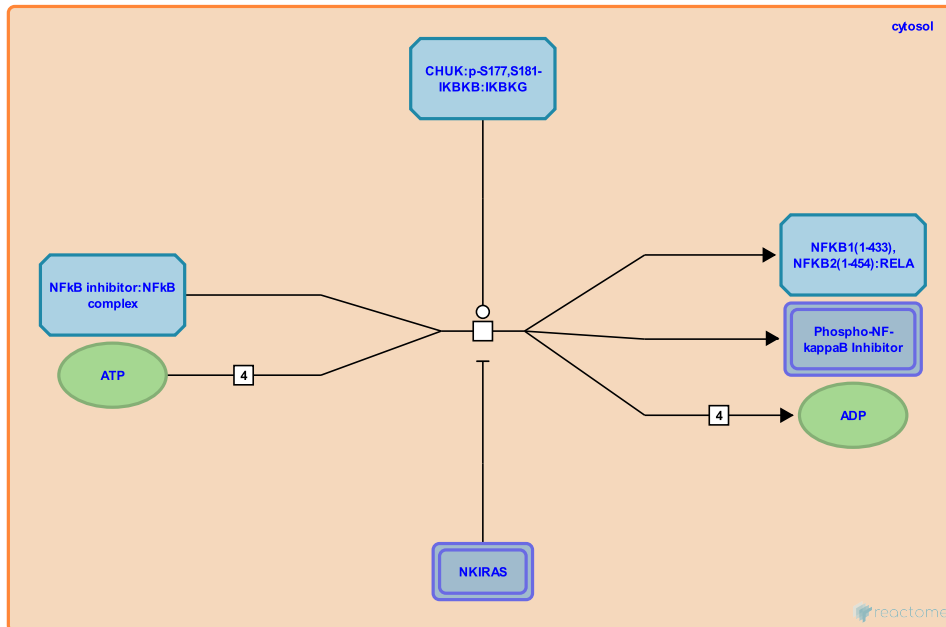 cytosol
CHUK:p-S177,S181-
IKBKB:IKBKG
NFKB1(1-433),
NFKB2(1-454):RELA
NFkB inhibitor:NFkB
complex
Phospho-NF-
kappaB Inhibitor
ATP
4
4
ADP
NKIRAS
reactome